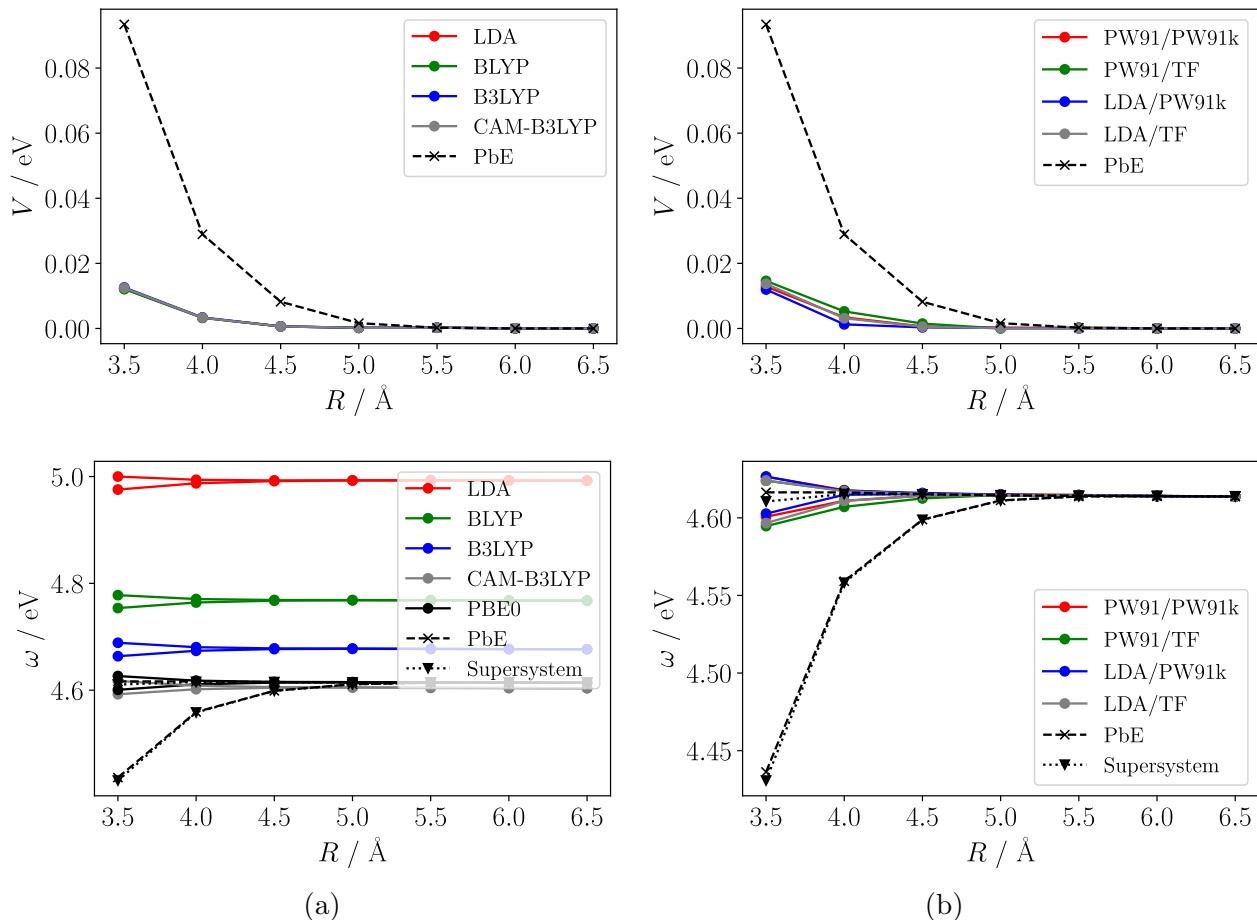 V / eV
0.08
0.06
0.04
0.02
0.00
3.5 4.0 4.5 5.0 5.5 6.0 6.5
R / Å
LDA
BLYP
B3LYP
CAM-B3LYP
PbE
V / eV
0.08
0.06
0.04
0.02
0.00
3.5 4.0 4.5 5.0 5.5 6.0 6.5
R / Å
PW91/PW91k
PW91/TF
LDA/PW91k
LDA/TF
PbE
ω / eV
5.0
4.8
4.6
3.5 4.0 4.5 5.0 5.5 6.0 6.5
R / Å
LDA
BLYP
B3LYP
CAM-B3LYP
PBE0
PbE
Supersystem
(a)
ω / eV
4.60
4.55
4.50
4.45
3.5 4.0 4.5 5.0 5.5 6.0 6.5
R / Å
PW91/PW91k
PW91/TF
LDA/PW91k
LDA/TF
PbE
Supersystem
(b)